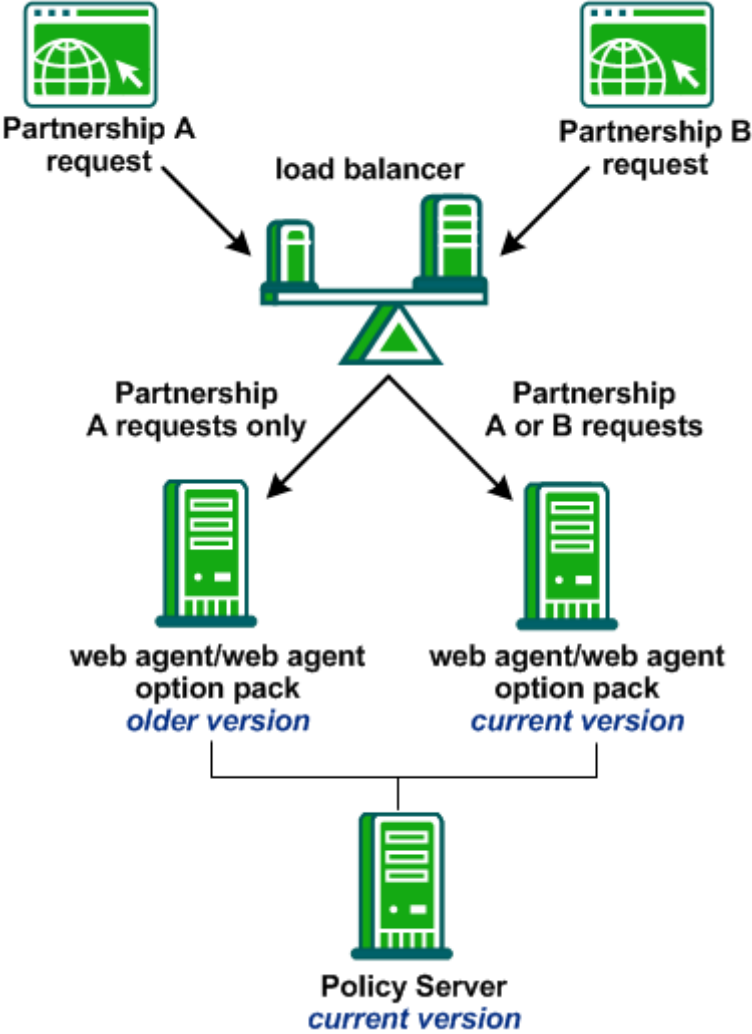 Partnership A
request
Partnership B
request
load balancer
Partnership
A requests only
Partnership
A or B requests
web agent/web agent
option pack
older version
web agent/web agent
option pack
current version
Policy Server
current version